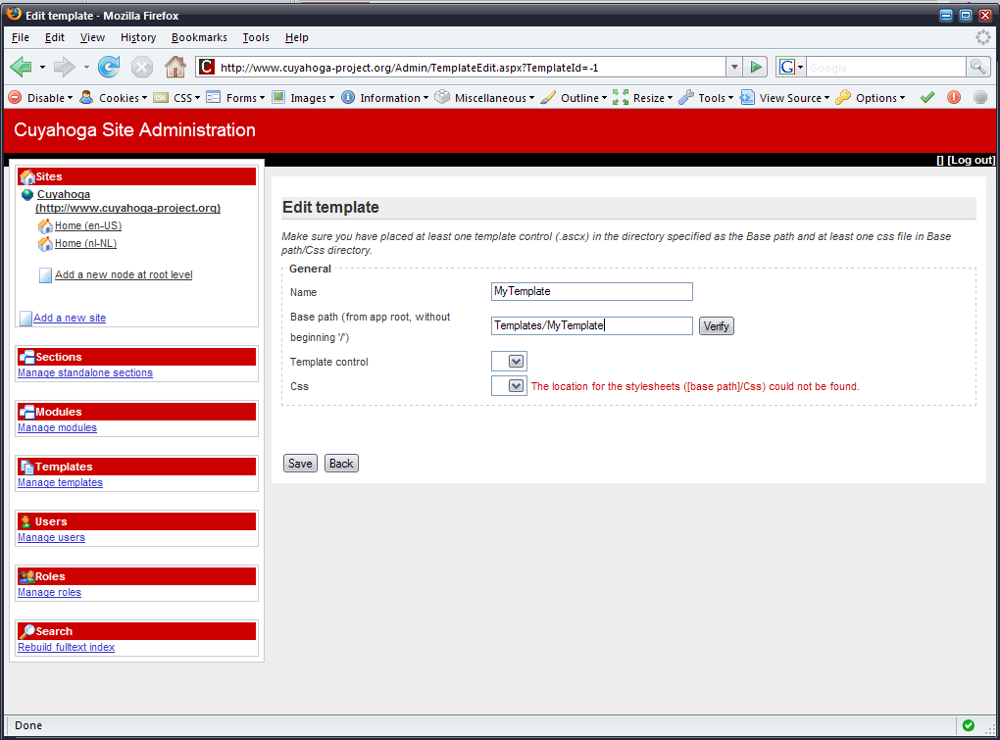 Edit template - Mozilla Firefox
File Edit View History Bookmarks Tools Help
http://www.cuyahoga-project.org/Admin/TemplateEdit.aspx?TemplateId=-1
G Google
Disable Cookies CSS Forms Images Information Miscellaneous Outline Resize Tools View Source Options
Cuyahoga Site Administration
[] [Log out]
Sites
Cuyahoga
(http://www.cuyahoga-project.org)
Home (en-US)
Home (nl-NL)
Add a new node at root level
Add a new site
Sections
Manage standalone sections
Modules
Manage modules
Templates
Manage templates
Users
Manage users
Roles
Manage roles
Search
Rebuild fulltext index
Edit template
Make sure you have placed at least one template control (.ascx) in the directory specified as the Base path and at least one css file in Base
path/Css directory.
General
Name MyTemplate
Base path (from app root, without
beginning '/')
Templates/MyTemplate Verify
Template control
Css The location for the stylesheets ([base path]/Css) could not be found.
Save Back
Done